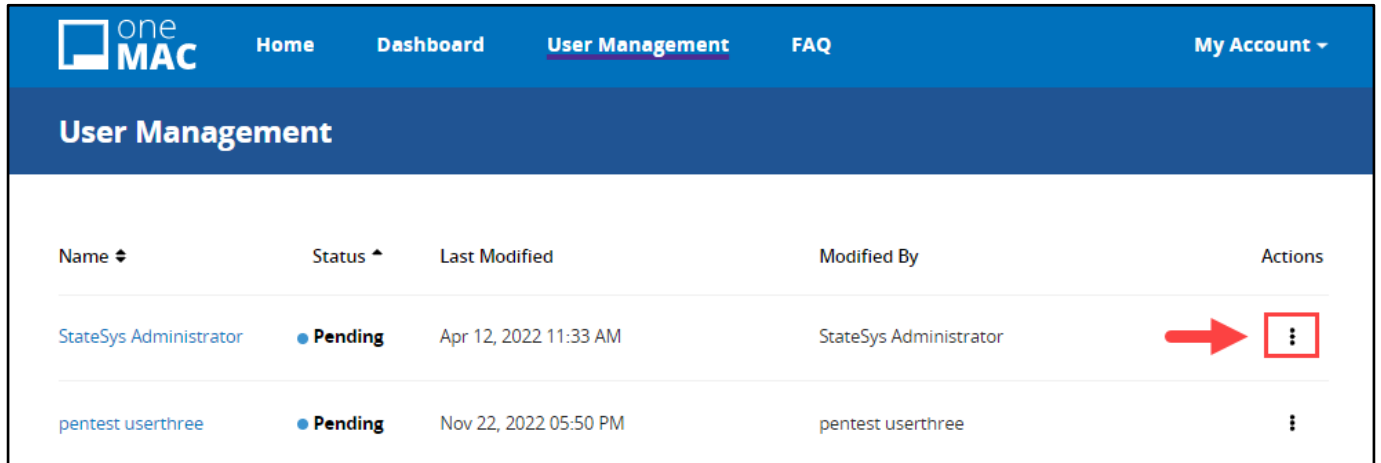 one
MAC Home Dashboard User Management FAQ My Account
User Management
Name Status Last Modified Modified By Actions
StateSys Administrator Pending Apr 12, 2022 11:33 AM StateSys Administrator
pentest userthree Pending Nov 22, 2022 05:50 PM pentest userthree